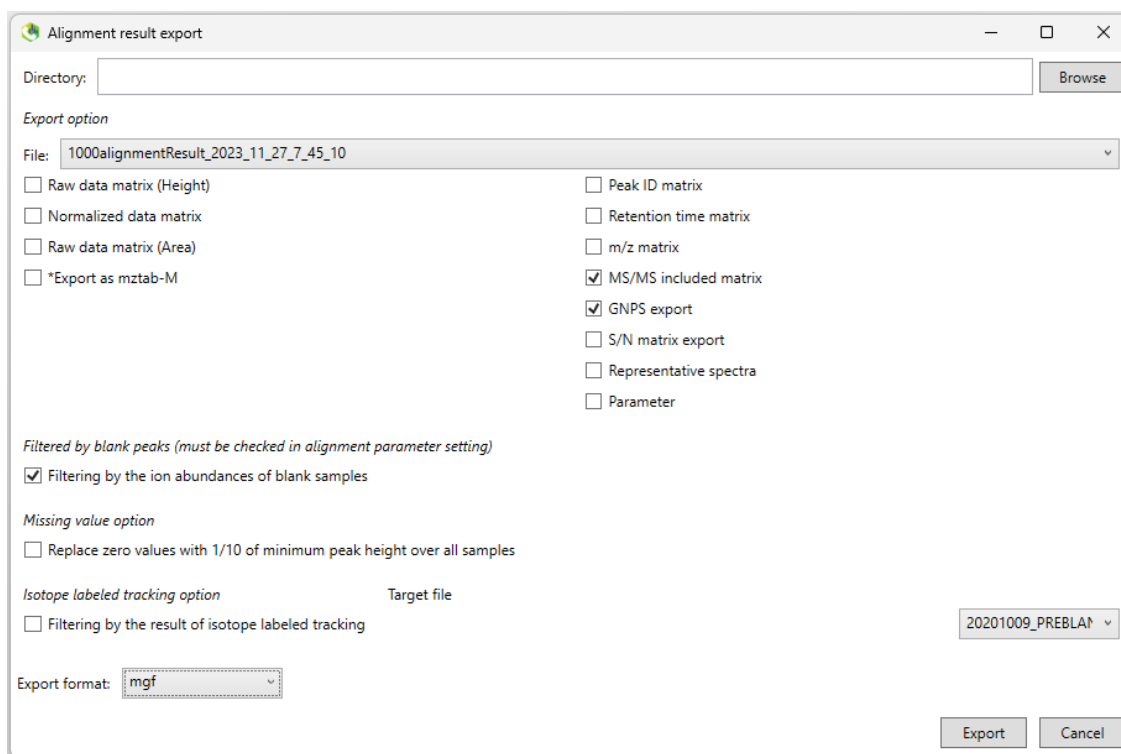 Alignment result export
Directory: Browse
Export option
File: 1000alignmentResult_2023_11_27_7_45_10
Raw data matrix (Height) Peak ID matrix
Normalized data matrix Retention time matrix
Raw data matrix (Area) m/z matrix
*Export as mztab-M MS/MS included matrix
GNPS export
S/N matrix export
Representative spectra
Parameter
Filtered by blank peaks (must be checked in alignment parameter setting)
Filtering by the ion abundances of blank samples
Missing value option
Replace zero values with 1/10 of minimum peak height over all samples
Isotope labeled tracking option Target file
Filtering by the result of isotope labeled tracking 20201009_PREBLAN
Export format: mgf
Export Cancel